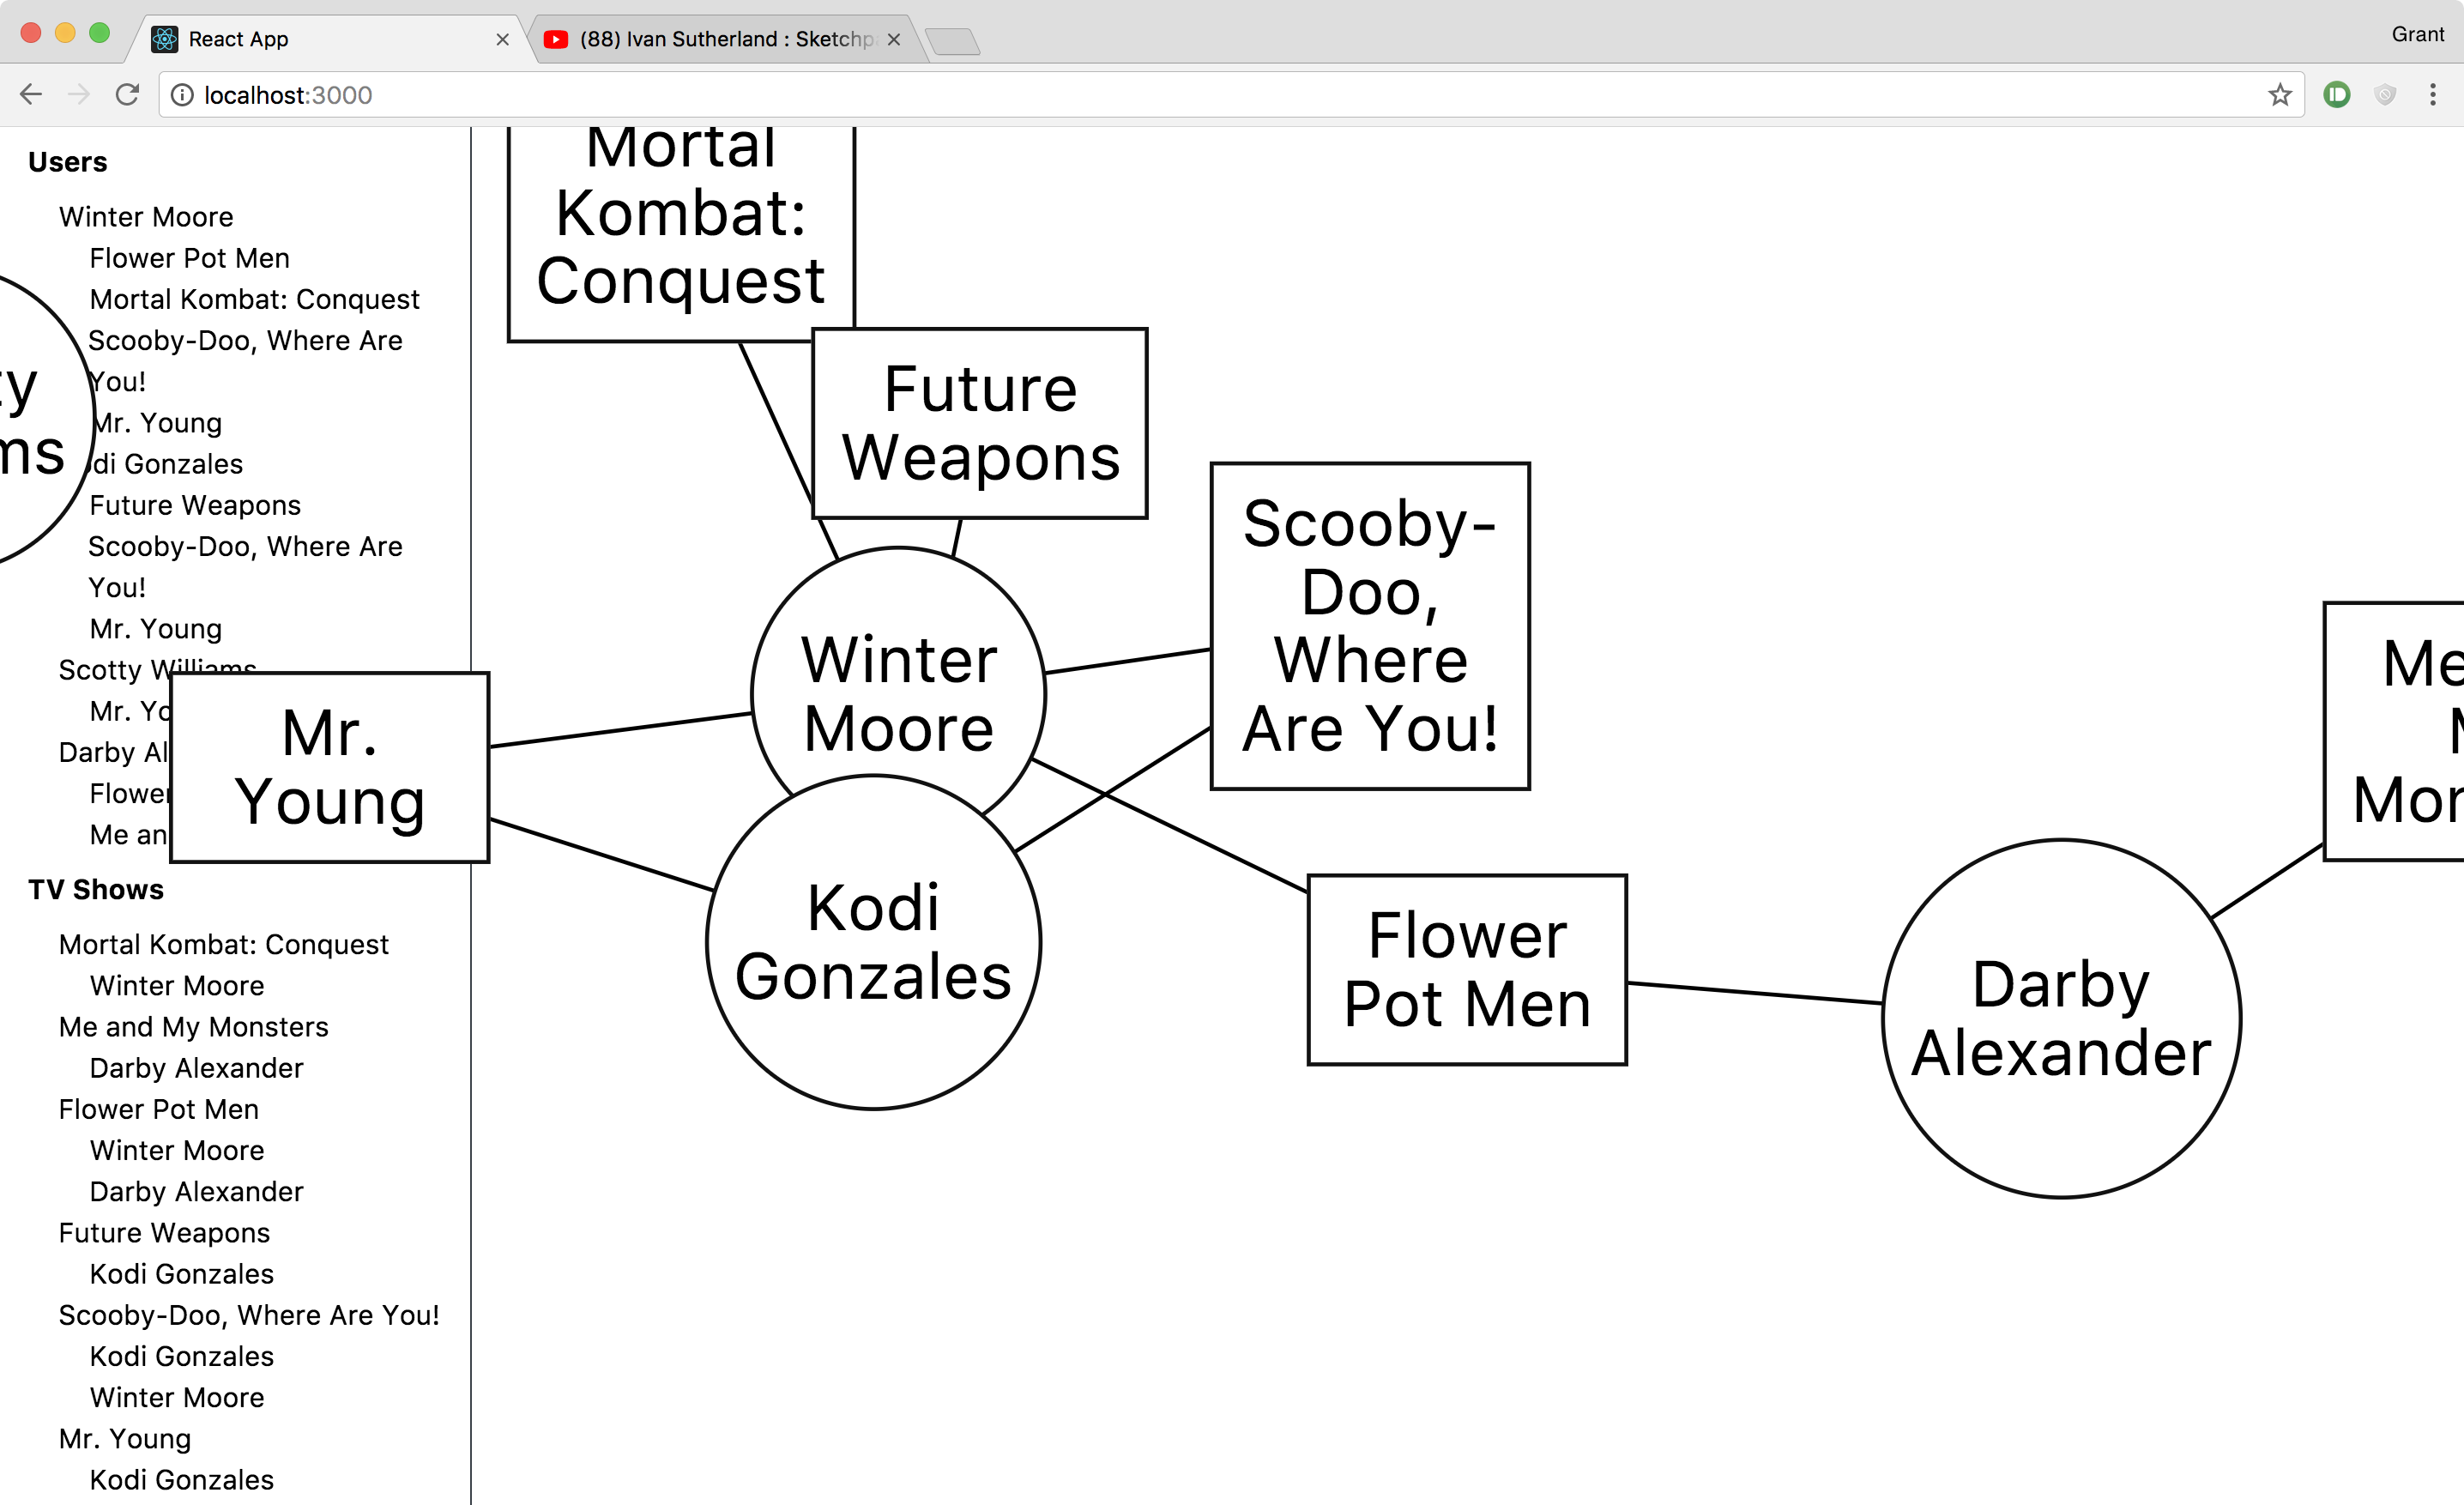 React App
(88) Ivan Sutherland : Sketchp
Grant
localhost:3000
Users
Winter Moore
Flower Pot Men
Mortal Kombat: Conquest
Scooby-Doo, Where Are
You!
Mr. Young
di Gonzales
Future Weapons
Scooby-Doo, Where Are
You!
Mr. Young
Scotty Williams
Mr. Yo
Darby Al
Flower
Me an
TV Shows
Mortal Kombat: Conquest
Winter Moore
Me and My Monsters
Darby Alexander
Flower Pot Men
Winter Moore
Darby Alexander
Future Weapons
Kodi Gonzales
Scooby-Doo, Where Are You!
Kodi Gonzales
Winter Moore
Mr. Young
Kodi Gonzales
ty
ms
Mortal
Kombat:
Conquest
Future
Weapons
Scooby-
Doo,
Where
Are You!
Winter
Moore
Mr.
Young
Kodi
Gonzales
Flower
Pot Men
Darby
Alexander
Me
M
Mon